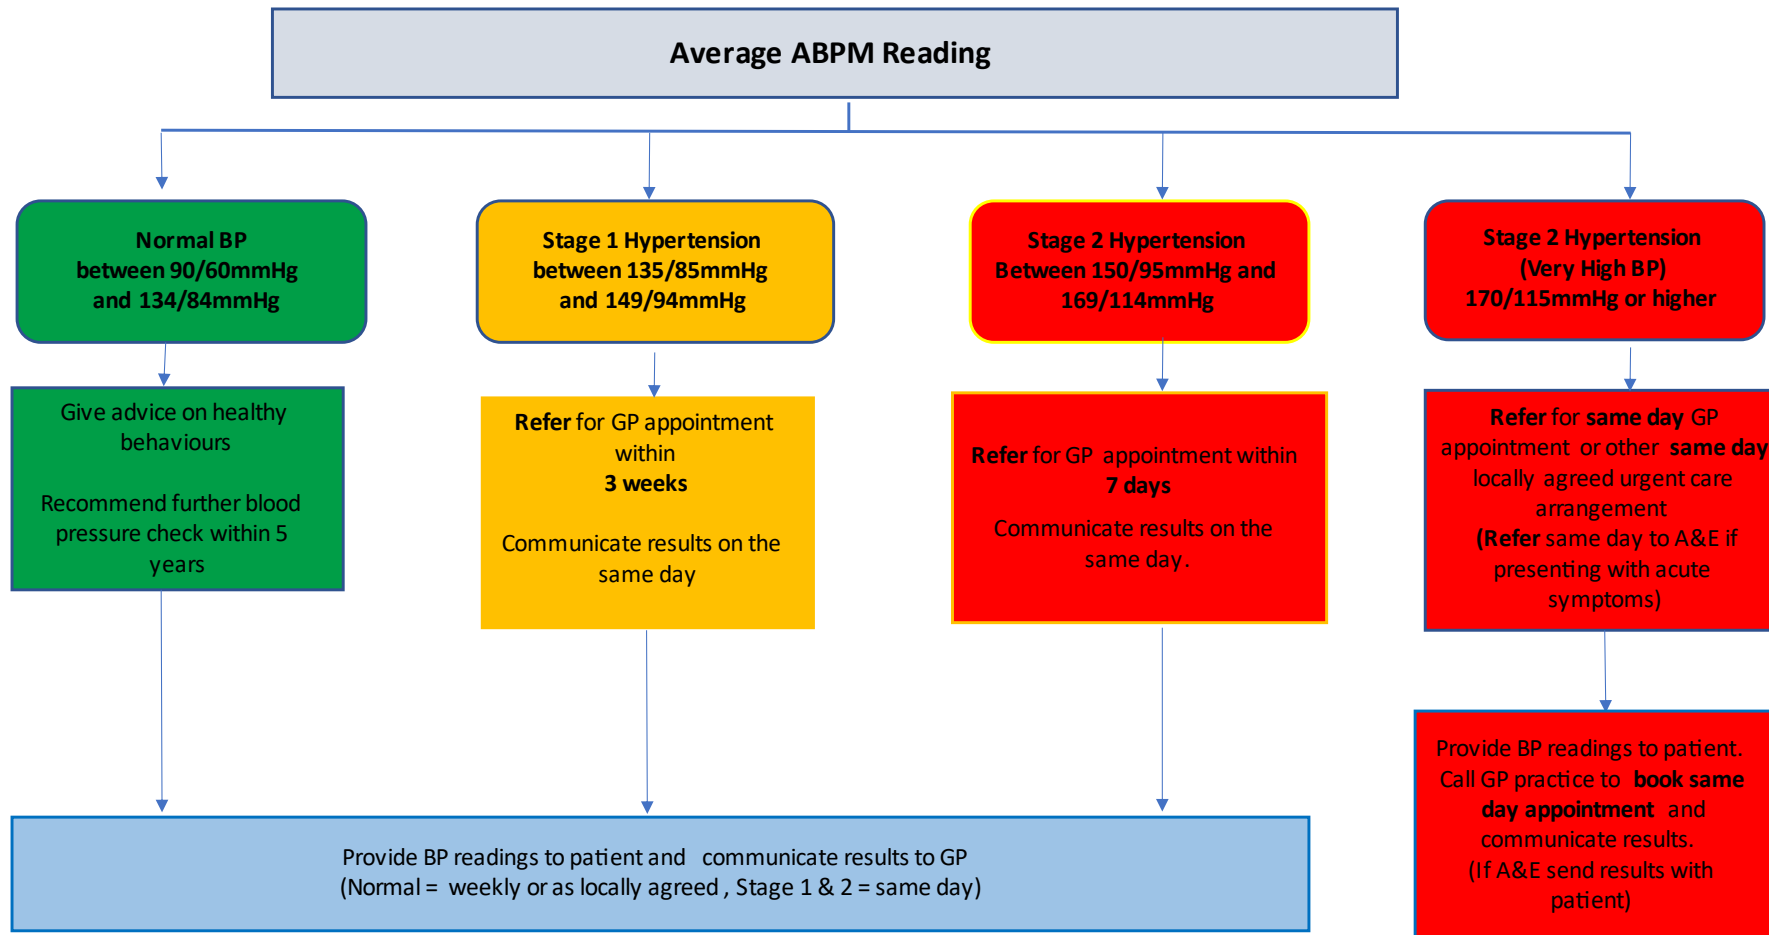 Average ABPM Reading
Normal BP
between 90/60mmHg
and 134/84mmHg
Stage 1 Hypertension
between 135/85mmHg
and 149/94mmHg
Stage 2 Hypertension
Between 150/95mmHg and
169/114mmHg
Stage 2 Hypertension
(Very High BP)
170/115mmHg or higher
Give advice on healthy
behaviours
Recommend further blood
pressure check within 5
years
Refer for GP appointment
within
3 weeks
Communicate results on the
same day
Refer for GP appointment within
7 days
Communicate results on the
same day.
Refer for same day GP
appointment or other same day
locally agreed urgent care
arrangement
(Refer same day to A&E if
presenting with acute
symptoms)
Provide BP readings to patient and communicate results to GP
(Normal = weekly or as locally agreed , Stage 1 & 2 = same day)
Provide BP readings to patient.
Call GP practice to book same
day appointment and
communicate results.
(If A&E send results with
patient)